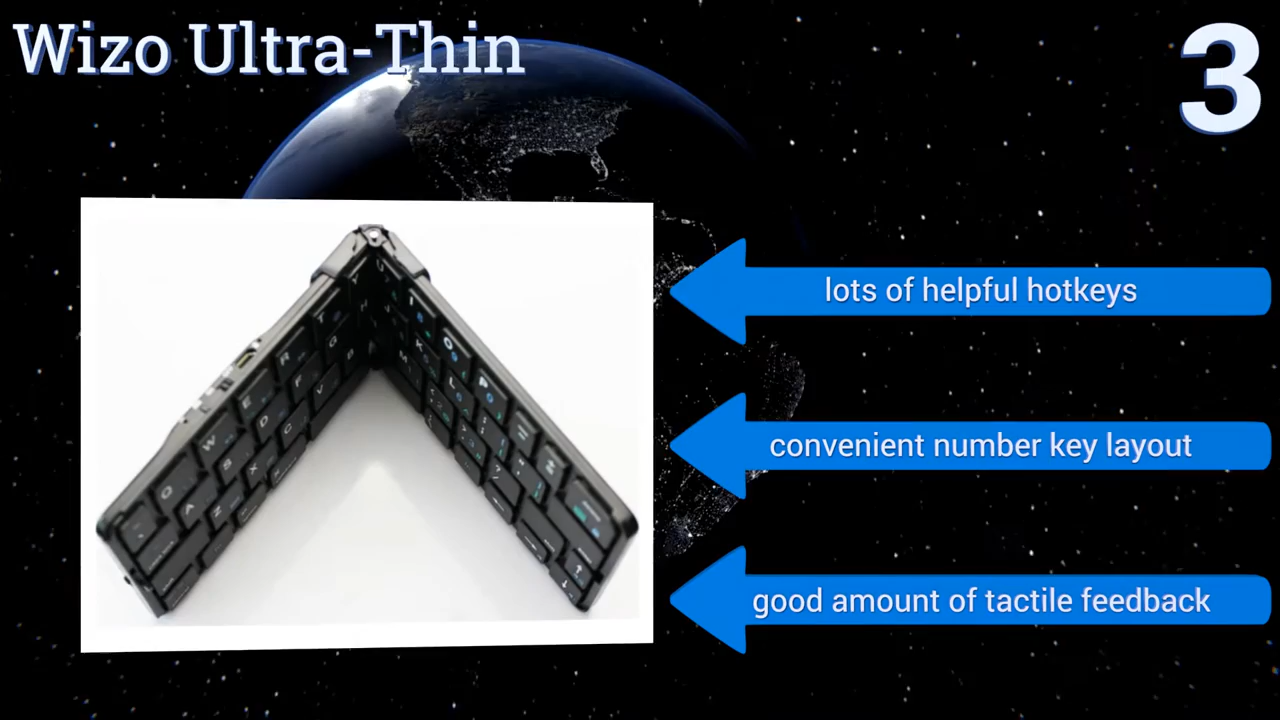 Wizo Ultra-Thin
3
lots of helpful hotkeys
convenient number key layout
good amount of tactile feedback
Q W E R T
A S D F G
Z X C V B
Y U
H
O P
K L
M